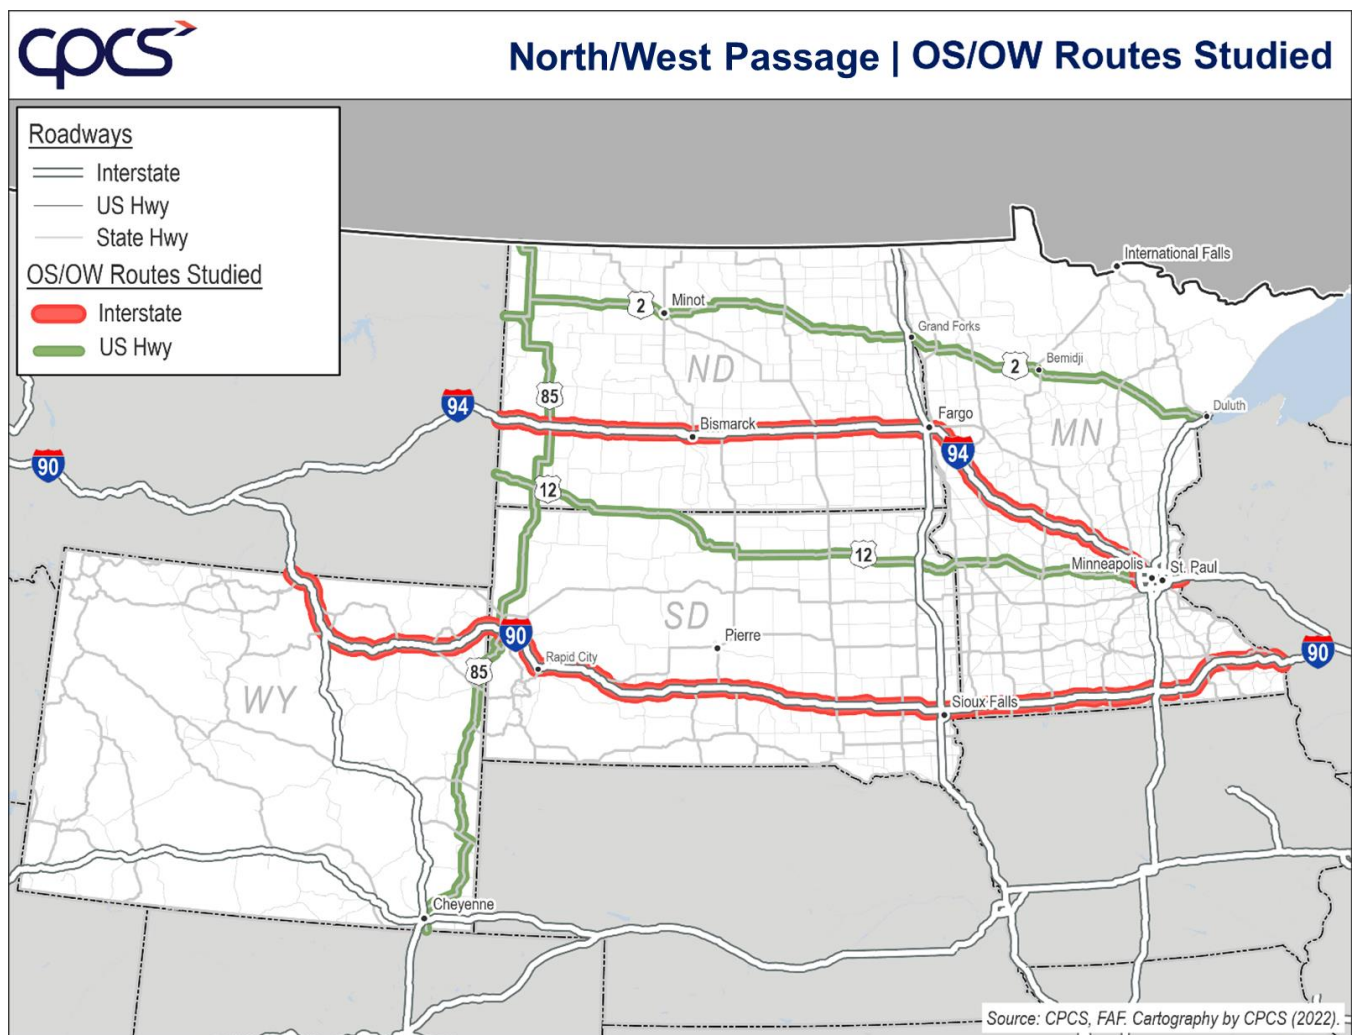 cpcs
North/West Passage | OS/OW Routes Studied
Roadways
Interstate
US Hwy
State Hwy
OS/OW Routes Studied
Interstate
US Hwy
International Falls
2
Minot
Grand Forks
2
Bemidji
ND
85
94
Duluth
Bismarck
Fargo
MN
94
90
12
12
Minneapolis
St. Paul
SD
90
Pierre
90
Rapid City
85
WY
Sioux Falls
Cheyenne
Source: CPCS, FAF. Cartography by CPCS (2022).